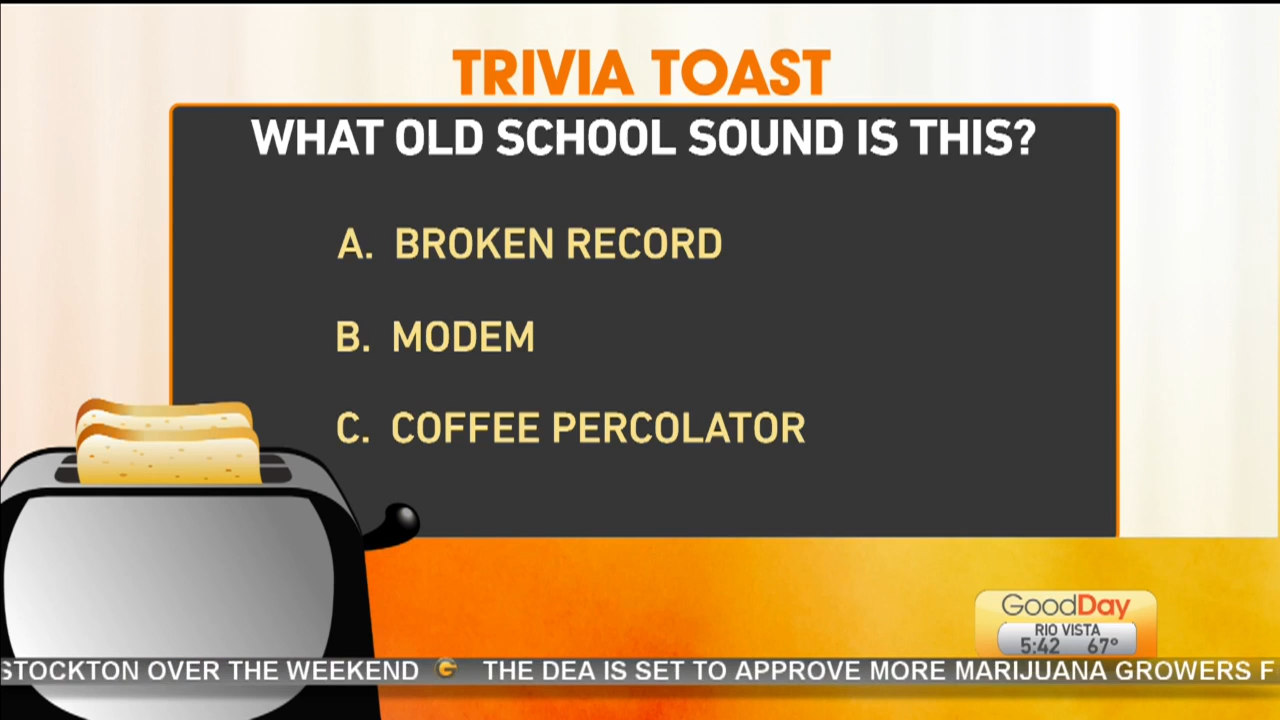 TRIVIA TOAST
WHAT OLD SCHOOL SOUND IS THIS?
A. BROKEN RECORD
B. MODEM
C. COFFEE PERCOLATOR
GoodDay
RIO VISTA
5:42 67°
STOCKTON OVER THE WEEKEND THE DEA IS SET TO APPROVE MORE MARIJUANA GROWERS F